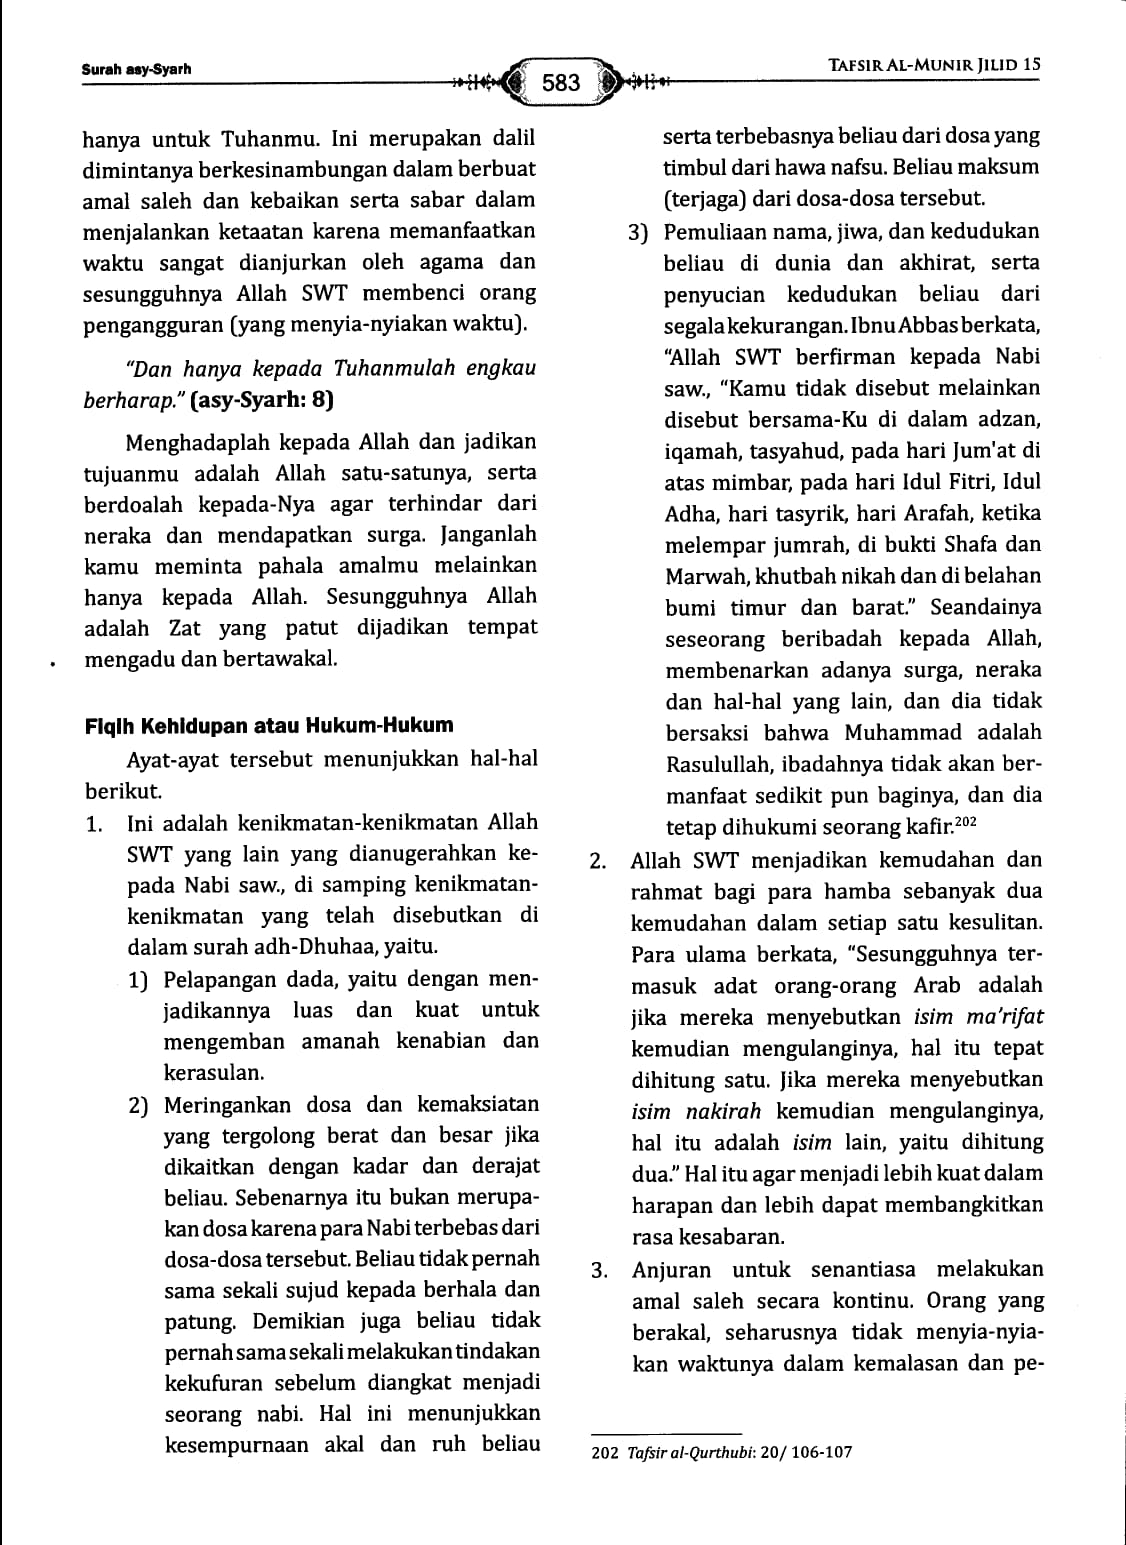 Surah asy-Syarh
583
TAFSIR AL-MUNIR JILID 15
hanya untuk Tuhanmu. Ini merupakan dalil
dimintanya berkesinambungan dalam berbuat
amal saleh dan kebaikan serta sabar dalam
menjalankan ketaatan karena memanfaatkan
waktu sangat dianjurkan oleh agama dan
sesungguhnya Allah SWT membenci orang
pengangguran (yang menyia-nyiakan waktu).
“Dan hanya kepada Tuhanmulah engkau
berharap.” (asy-Syarh: 8)
Menghadaplah kepada Allah dan jadikan
tujuanmu adalah Allah satu-satunya, serta
berdoalah kepada-Nya agar terhindar dari
neraka dan mendapatkan surga. Janganlah
kamu meminta pahala amalmu melainkan
hanya kepada Allah. Sesungguhnya Allah
adalah Zat yang patut dijadikan tempat
mengadu dan bertawakal.
Fiqih Kehidupan atau Hukum-Hukum
Ayat-ayat tersebut menunjukkan hal-hal
berikut.
1. Ini adalah kenikmatan-kenikmatan Allah
SWT yang lain yang dianugerahkan ke-
pada Nabi saw., di samping kenikmatan-
kenikmatan yang telah disebutkan di
dalam surah adh-Dhuhaa, yaitu.
1) Pelapangan dada, yaitu dengan men-
jadikannya luas dan kuat untuk
mengemban amanah kenabian dan
kerasulan.
2) Meringankan dosa dan kemaksiatan
yang tergolong berat dan besar jika
dikaitkan dengan kadar dan derajat
beliau. Sebenarnya itu bukan merupa-
kan dosa karena para Nabi terbebas dari
dosa-dosa tersebut. Beliau tidak pernah
sama sekali sujud kepada berhala dan
patung. Demikian juga beliau tidak
pernah sama sekali melakukan tindakan
kekufuran sebelum diangkat menjadi
seorang nabi. Hal ini menunjukkan
kesempurnaan akal dan ruh beliau
serta terbebasnya beliau dari dosa yang
timbul dari hawa nafsu. Beliau maksum
(terjaga) dari dosa-dosa tersebut.
3) Pemuliaan nama, jiwa, dan kedudukan
beliau di dunia dan akhirat, serta
penyucian kedudukan beliau dari
segala kekurangan. Ibnu Abbas berkata,
“Allah SWT berfirman kepada Nabi
saw., “Kamu tidak disebut melainkan
disebut bersama-Ku di dalam adzan,
iqamah, tasyahud, pada hari Jum'at di
atas mimbar, pada hari Idul Fitri, Idul
Adha, hari tasyrik, hari Arafah, ketika
melempar jumrah, di bukti Shafa dan
Marwah, khutbah nikah dan di belahan
bumi timur dan barat.” Seandainya
seseorang beribadah kepada Allah,
membenarkan adanya surga, neraka
dan hal-hal yang lain, dan dia tidak
bersaksi bahwa Muhammad adalah
Rasulullah, ibadahnya tidak akan ber-
manfaat sedikit pun baginya, dan dia
tetap dihukumi seorang kafir.²⁰²
2. Allah SWT menjadikan kemudahan dan
rahmat bagi para hamba sebanyak dua
kemudahan dalam setiap satu kesulitan.
Para ulama berkata, “Sesungguhnya ter-
masuk adat orang-orang Arab adalah
jika mereka menyebutkan isim ma’rifat
kemudian mengulanginya, hal itu tepat
dihitung satu. Jika mereka menyebutkan
isim nakirah kemudian mengulanginya,
hal itu adalah isim lain, yaitu dihitung
dua.” Hal itu agar menjadi lebih kuat dalam
harapan dan lebih dapat membangkitkan
rasa kesabaran.
3. Anjuran untuk senantiasa melakukan
amal saleh secara kontinu. Orang yang
berakal, seharusnya tidak menyia-nyia-
kan waktunya dalam kemalasan dan pe-
202 Tafsir al-Qurthubi: 20/ 106-107